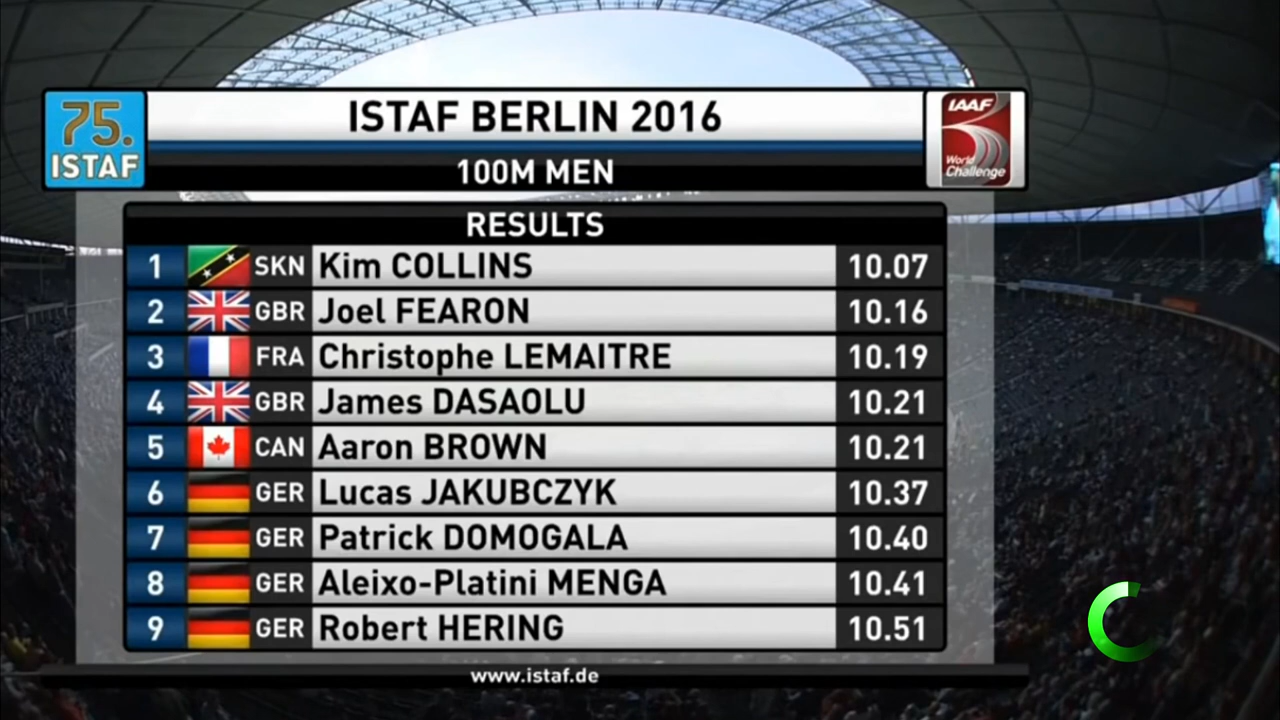 75.
ISTAF
ISTAF BERLIN 2016
IAAF
World
Challenge
100M MEN
RESULTS
1 SKN Kim COLLINS 10.07
2 GBR Joel FEARON 10.16
3 FRA Christophe LEMAITRE 10.19
4 GBR James DASAOLU 10.21
5 CAN Aaron BROWN 10.21
6 GER Lucas JAKUBCZYK 10.37
7 GER Patrick DOMOGALA 10.40
8 GER Aleixo-Platini MENGA 10.41
9 GER Robert HERING 10.51
www.istaf.de